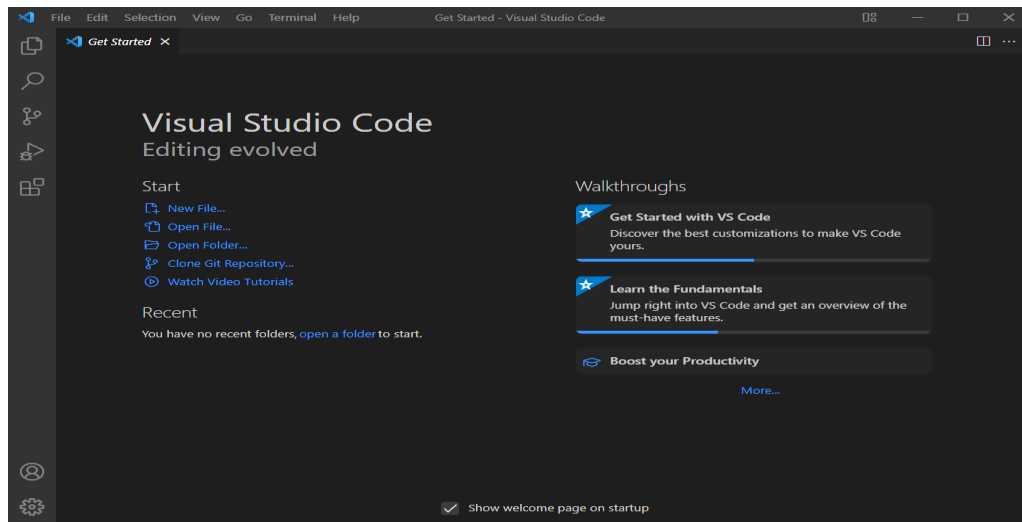 File Edit Selection View Go Terminal Help Get Started - Visual Studio Code
Get Started
Visual Studio Code
Editing evolved
Start
New File...
Open File...
Open Folder...
Clone Git Repository...
Watch Video Tutorials
Recent
You have no recent folders, open a folder to start.
Walkthroughs
Get Started with VS Code
Discover the best customizations to make VS Code
yours.
Learn the Fundamentals
Jump right into VS Code and get an overview of the
must-have features.
Boost your Productivity
More...
Show welcome page on startup